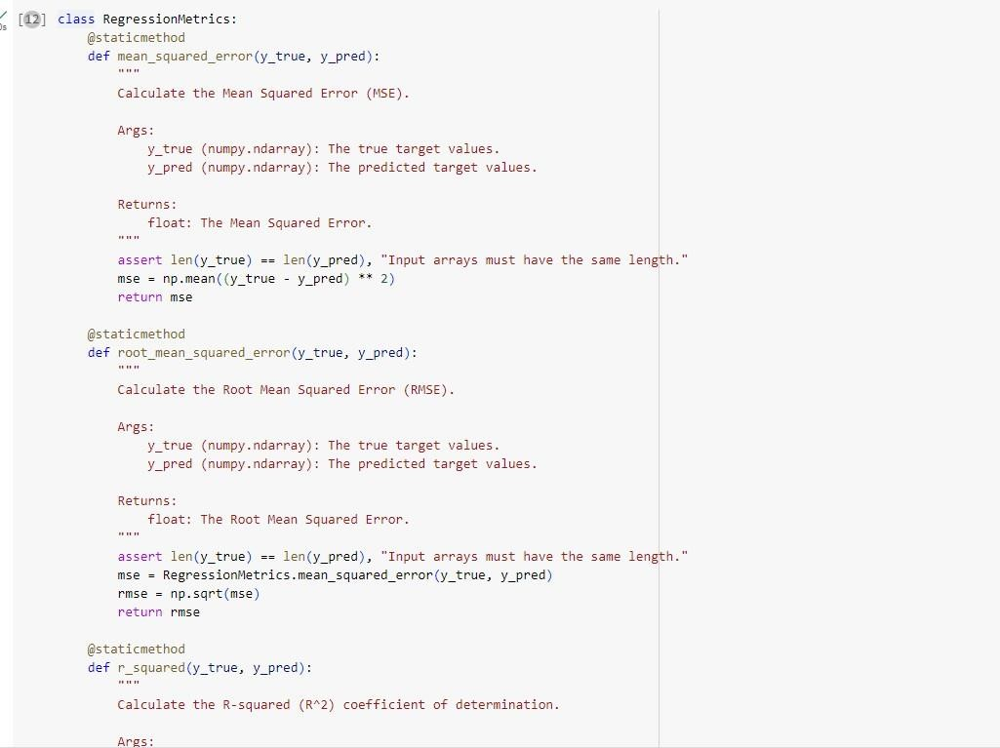 [12] class RegressionMetrics:
    @staticmethod
    def mean_squared_error(y_true, y_pred):
        """
        Calculate the Mean Squared Error (MSE).

        Args:
            y_true (numpy.ndarray): The true target values.
            y_pred (numpy.ndarray): The predicted target values.

        Returns:
            float: The Mean Squared Error.
        """
        assert len(y_true) == len(y_pred), "Input arrays must have the same length."
        mse = np.mean((y_true - y_pred) ** 2)
        return mse

    @staticmethod
    def root_mean_squared_error(y_true, y_pred):
        """
        Calculate the Root Mean Squared Error (RMSE).

        Args:
            y_true (numpy.ndarray): The true target values.
            y_pred (numpy.ndarray): The predicted target values.

        Returns:
            float: The Root Mean Squared Error.
        """
        assert len(y_true) == len(y_pred), "Input arrays must have the same length."
        mse = RegressionMetrics.mean_squared_error(y_true, y_pred)
        rmse = np.sqrt(mse)
        return rmse

    @staticmethod
    def r_squared(y_true, y_pred):
        """
        Calculate the R-squared (R^2) coefficient of determination.

        Args: